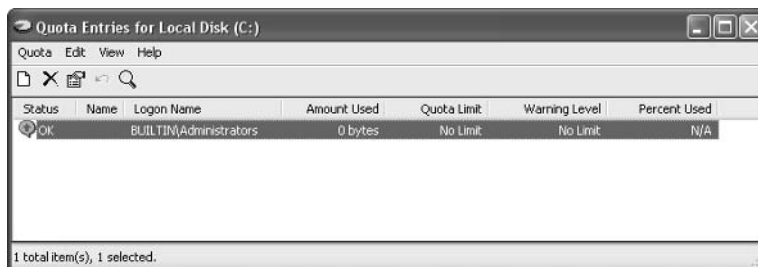 Quota Entries for Local Disk (C:)
Quota Edit View Help
Status Name Logon Name Amount Used Quota Limit Warning Level Percent Used
OK BUILTIN\Administrators 0 bytes No Limit No Limit N/A
1 total item(s), 1 selected.